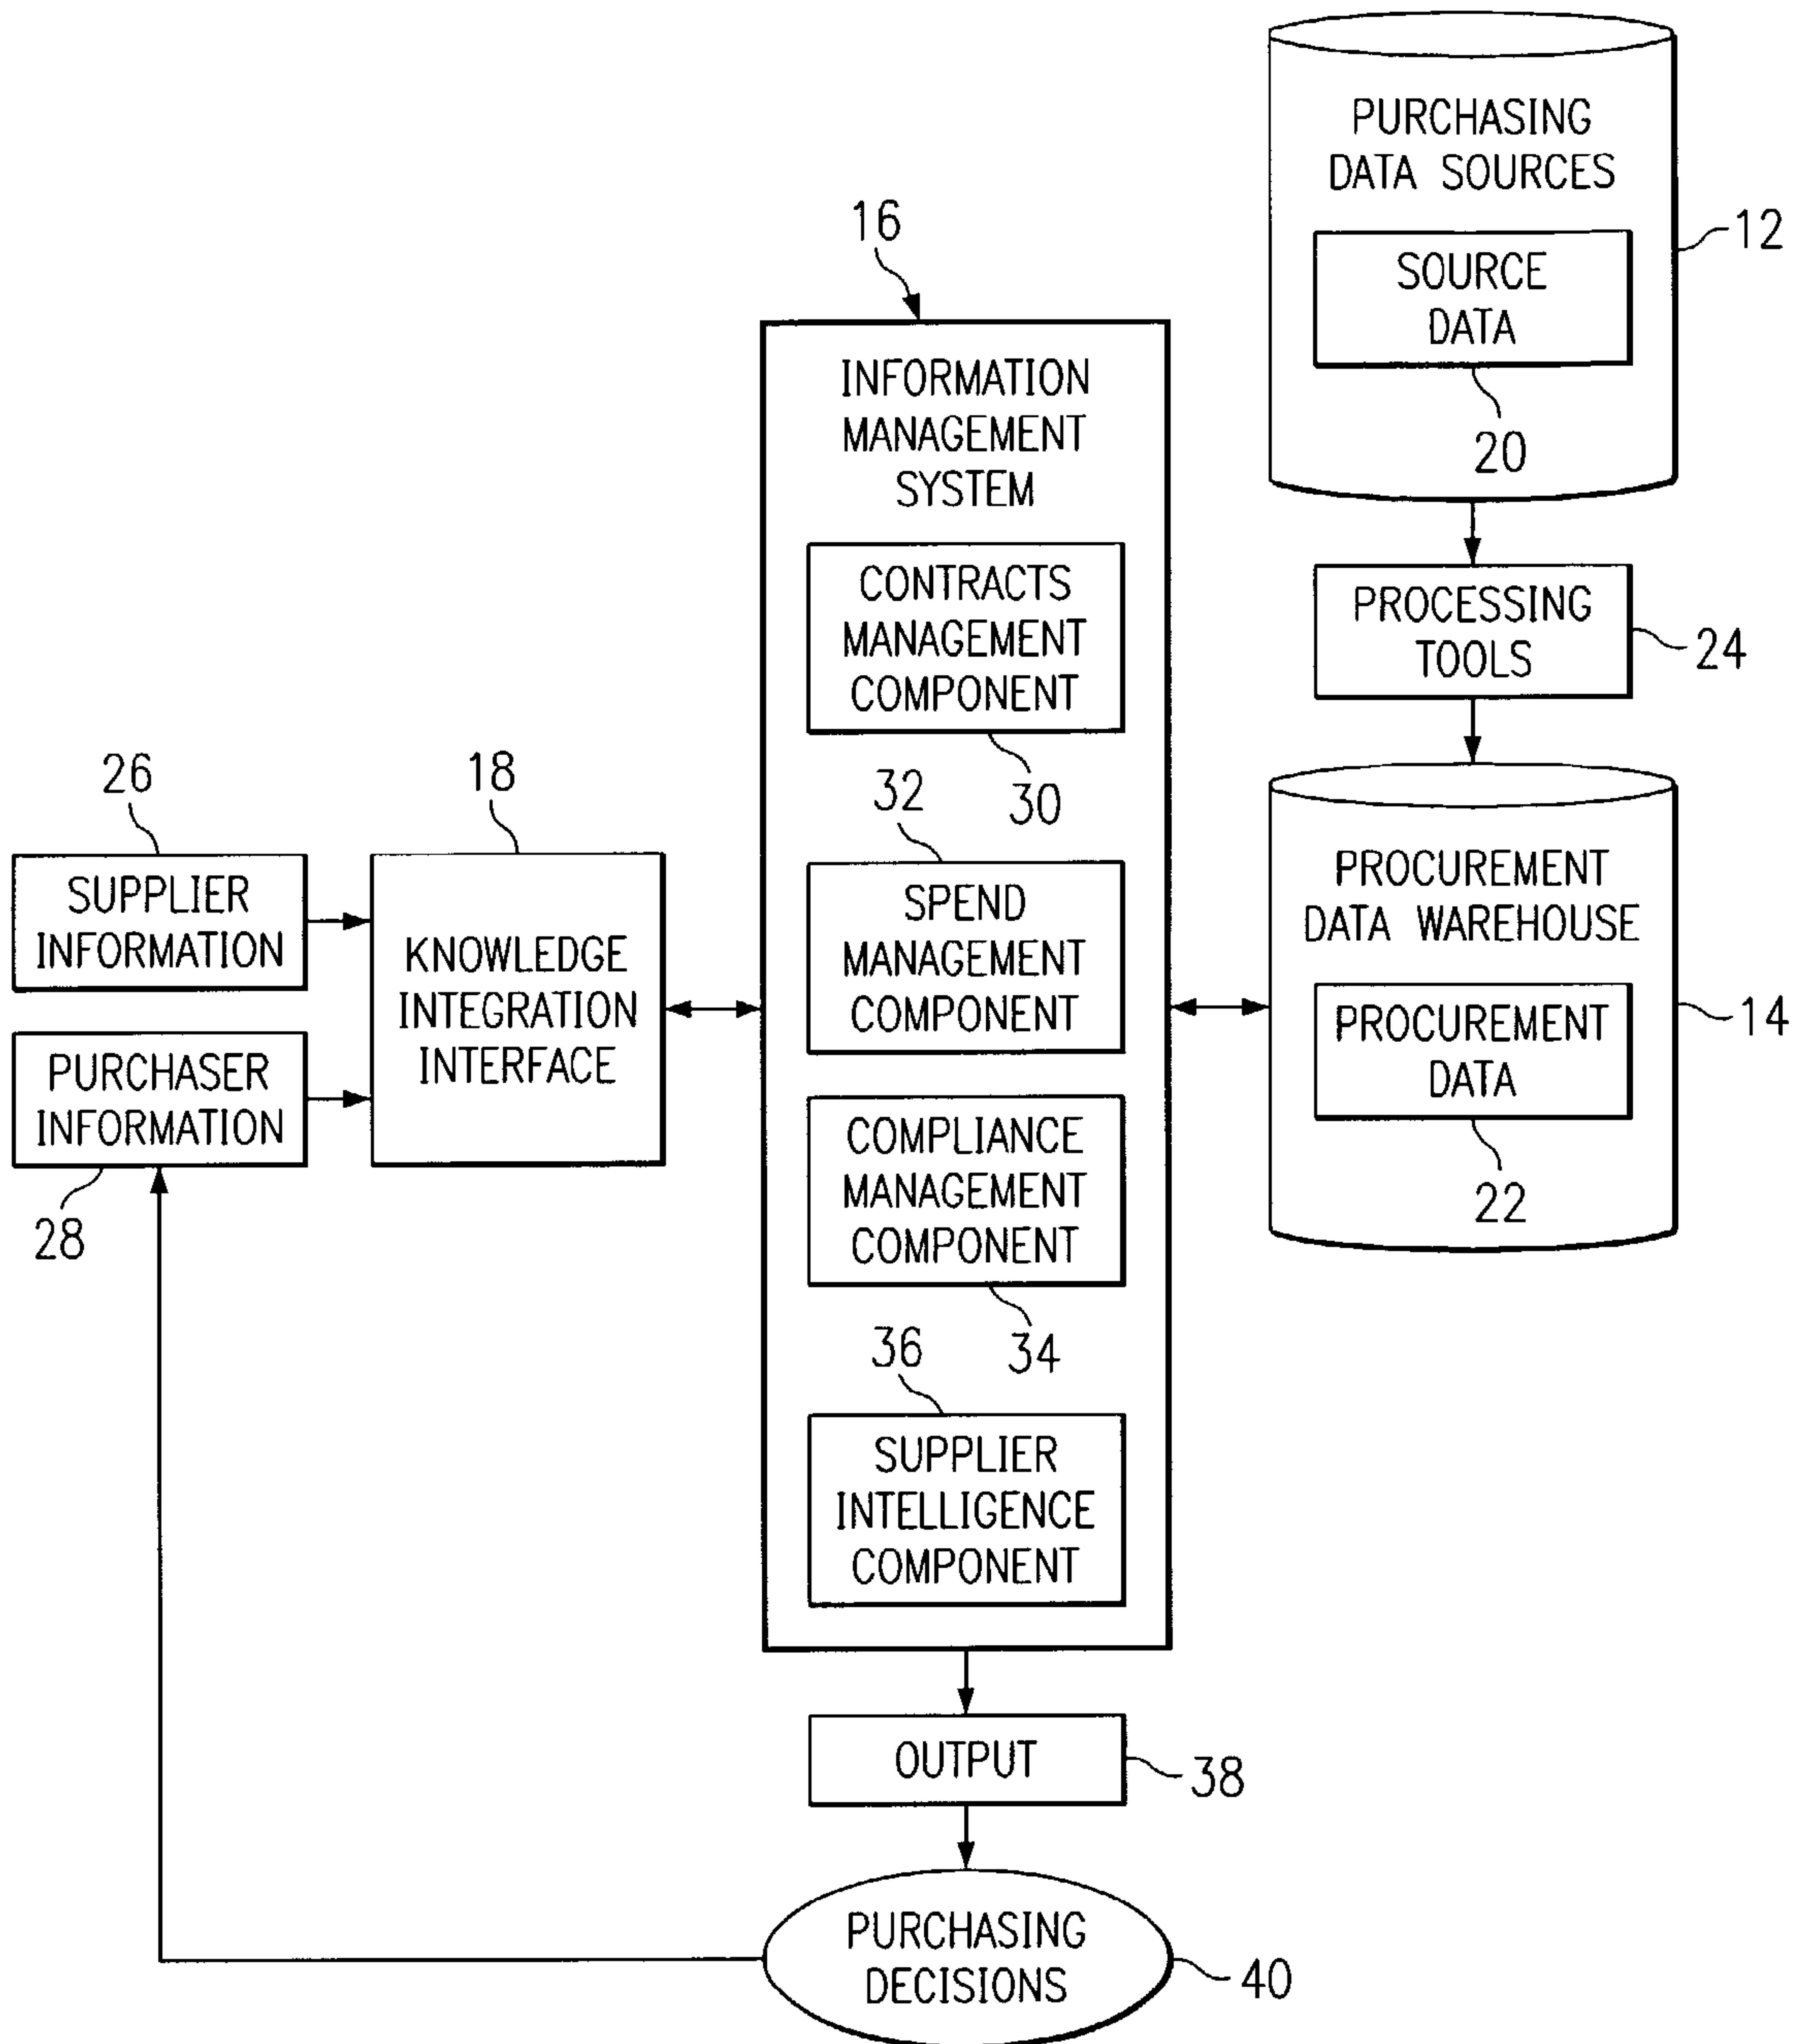 PURCHASING
DATA SOURCES
12
SOURCE
DATA
20
16
INFORMATION
MANAGEMENT
SYSTEM
CONTRACTS
MANAGEMENT
COMPONENT
30
PROCESSING
TOOLS
24
26
SUPPLIER
INFORMATION
18
KNOWLEDGE
INTEGRATION
INTERFACE
PURCHASER
INFORMATION
28
32
SPEND
MANAGEMENT
COMPONENT
COMPLIANCE
MANAGEMENT
COMPONENT
34
36
SUPPLIER
INTELLIGENCE
COMPONENT
PROCUREMENT
DATA WAREHOUSE
14
PROCUREMENT
DATA
22
OUTPUT
38
PURCHASING
DECISIONS
40